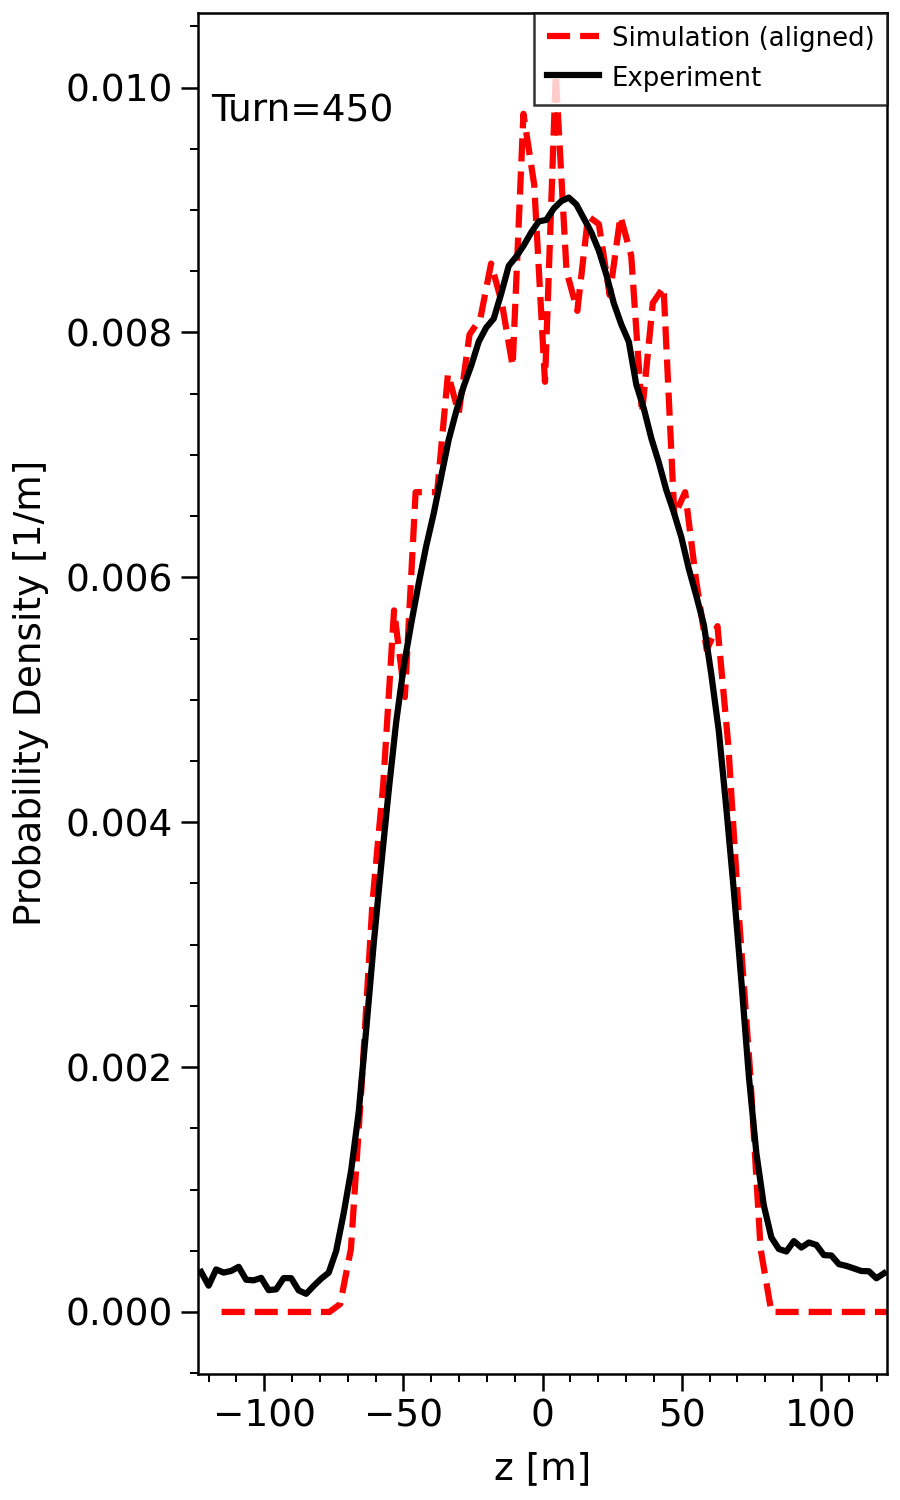 Simulation (aligned)
Experiment
Turn=450
0.010
0.008
0.006
0.004
0.002
0.000
Probability Density [1/m]
−100
−50
0
50
100
z [m]